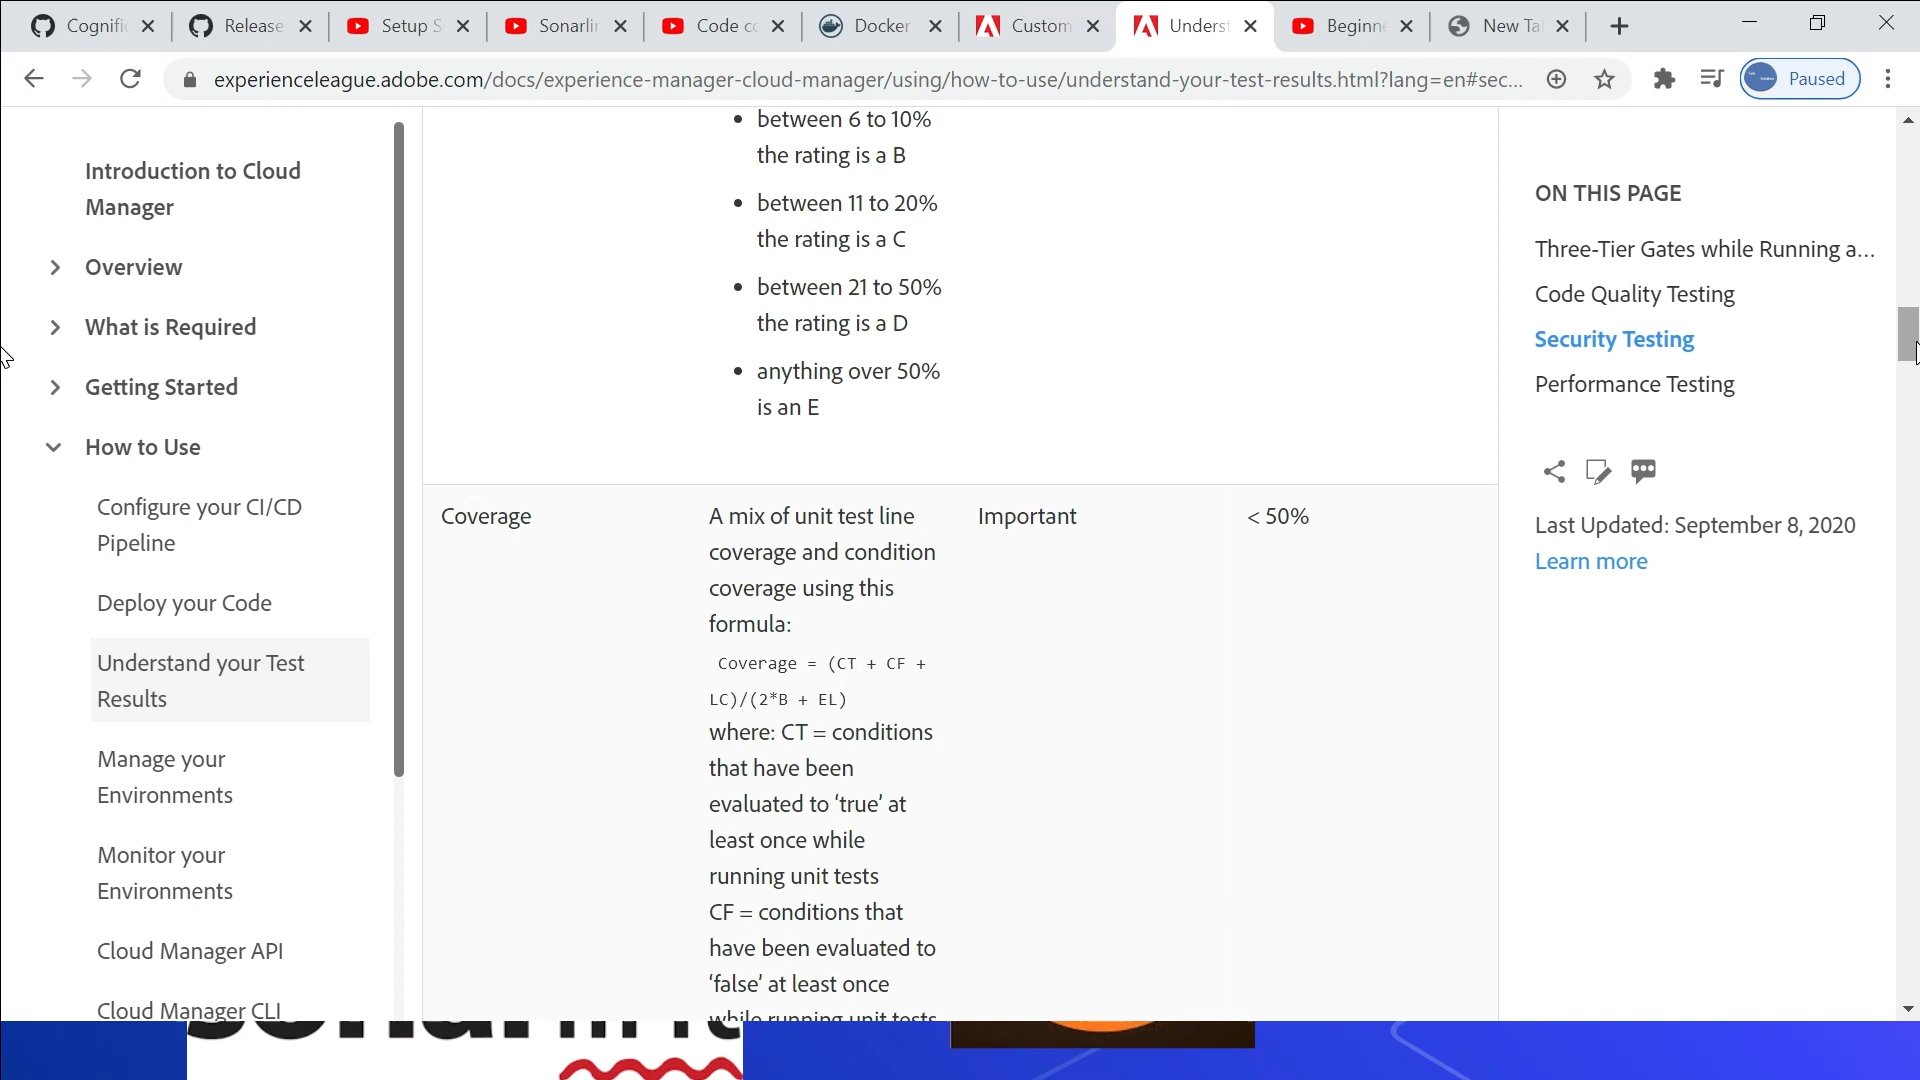 Cognifi
Release
Setup S
Sonarlin
Code co
Docker
Custom
Underst
Beginne
New Ta
experienceleague.adobe.com/docs/experience-manager-cloud-manager/using/how-to-use/understand-your-test-results.html?lang=en#sec...
Paused
Introduction to Cloud
Manager
Overview
What is Required
Getting Started
How to Use
Configure your CI/CD
Pipeline
Deploy your Code
Understand your Test
Results
Manage your
Environments
Monitor your
Environments
Cloud Manager API
Cloud Manager CLI
between 6 to 10%
the rating is a B
between 11 to 20%
the rating is a C
between 21 to 50%
the rating is a D
anything over 50%
is an E
Coverage
A mix of unit test line
coverage and condition
coverage using this
formula:
Coverage = (CT + CF +
LC)/(2*B + EL)
where: CT = conditions
that have been
evaluated to ‘true’ at
least once while
running unit tests
CF = conditions that
have been evaluated to
‘false’ at least once
while running unit tests
Important
< 50%
ON THIS PAGE
Three-Tier Gates while Running a...
Code Quality Testing
Security Testing
Performance Testing
Last Updated: September 8, 2020
Learn more